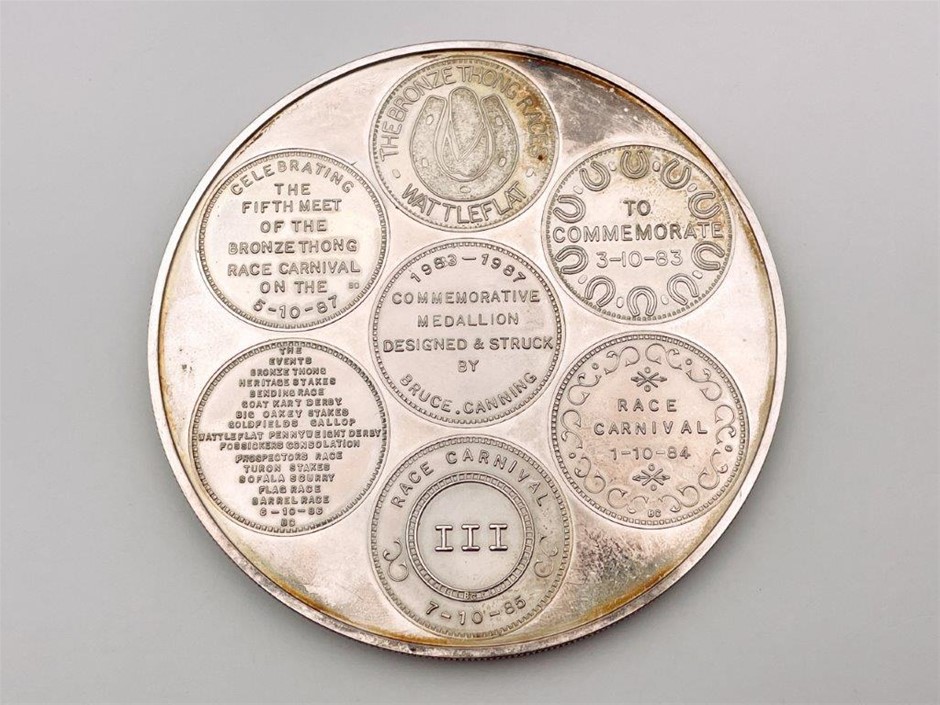 THE BRONZE THONG RACE
WATTLEFLAT
CELEBRATING
THE
FIFTH MEET
OF THE
BRONZE THONG
RACE CARNIVAL
ON THE
BC
5-10-87
TO
COMMEMORATE
3-10-83
1983-1987
COMMEMORATIVE
MEDALLION
DESIGNED & STRUCK
BY
BRUCE.CANNING
THE
EVENTS
BRONZE THONG
HERITAGE STAKES
BENDING RACE
GOAT KART DERBY
BIG OAKEY STAKES
GOLDFIELDS GALLOP
WATTLEFLAT PENNYWEIGHT DERBY
FOSSICKERS CONSOLATION
PROSPECTORS RACE
TURON STAKES
SOFALA SCURRY
FLAG RACE
BARREL RACE
6-10-86
BC
RACE
CARNIVAL
1-10-84
BC
RACE CARNIVAL
III
BC
7-10-85